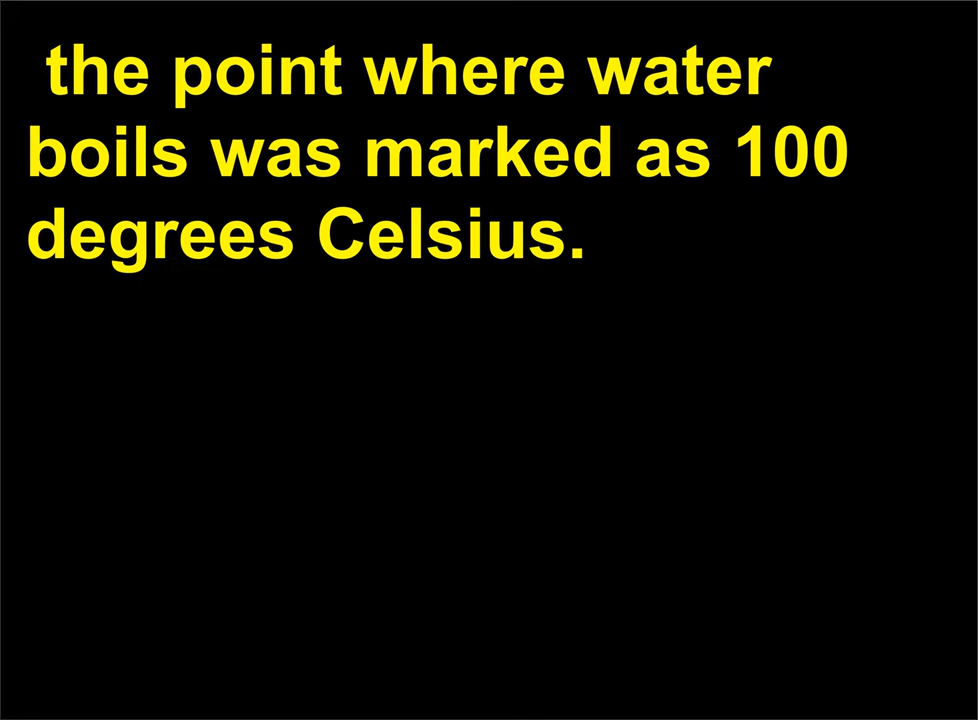 the point where water
boils was marked as 100
degrees Celsius.